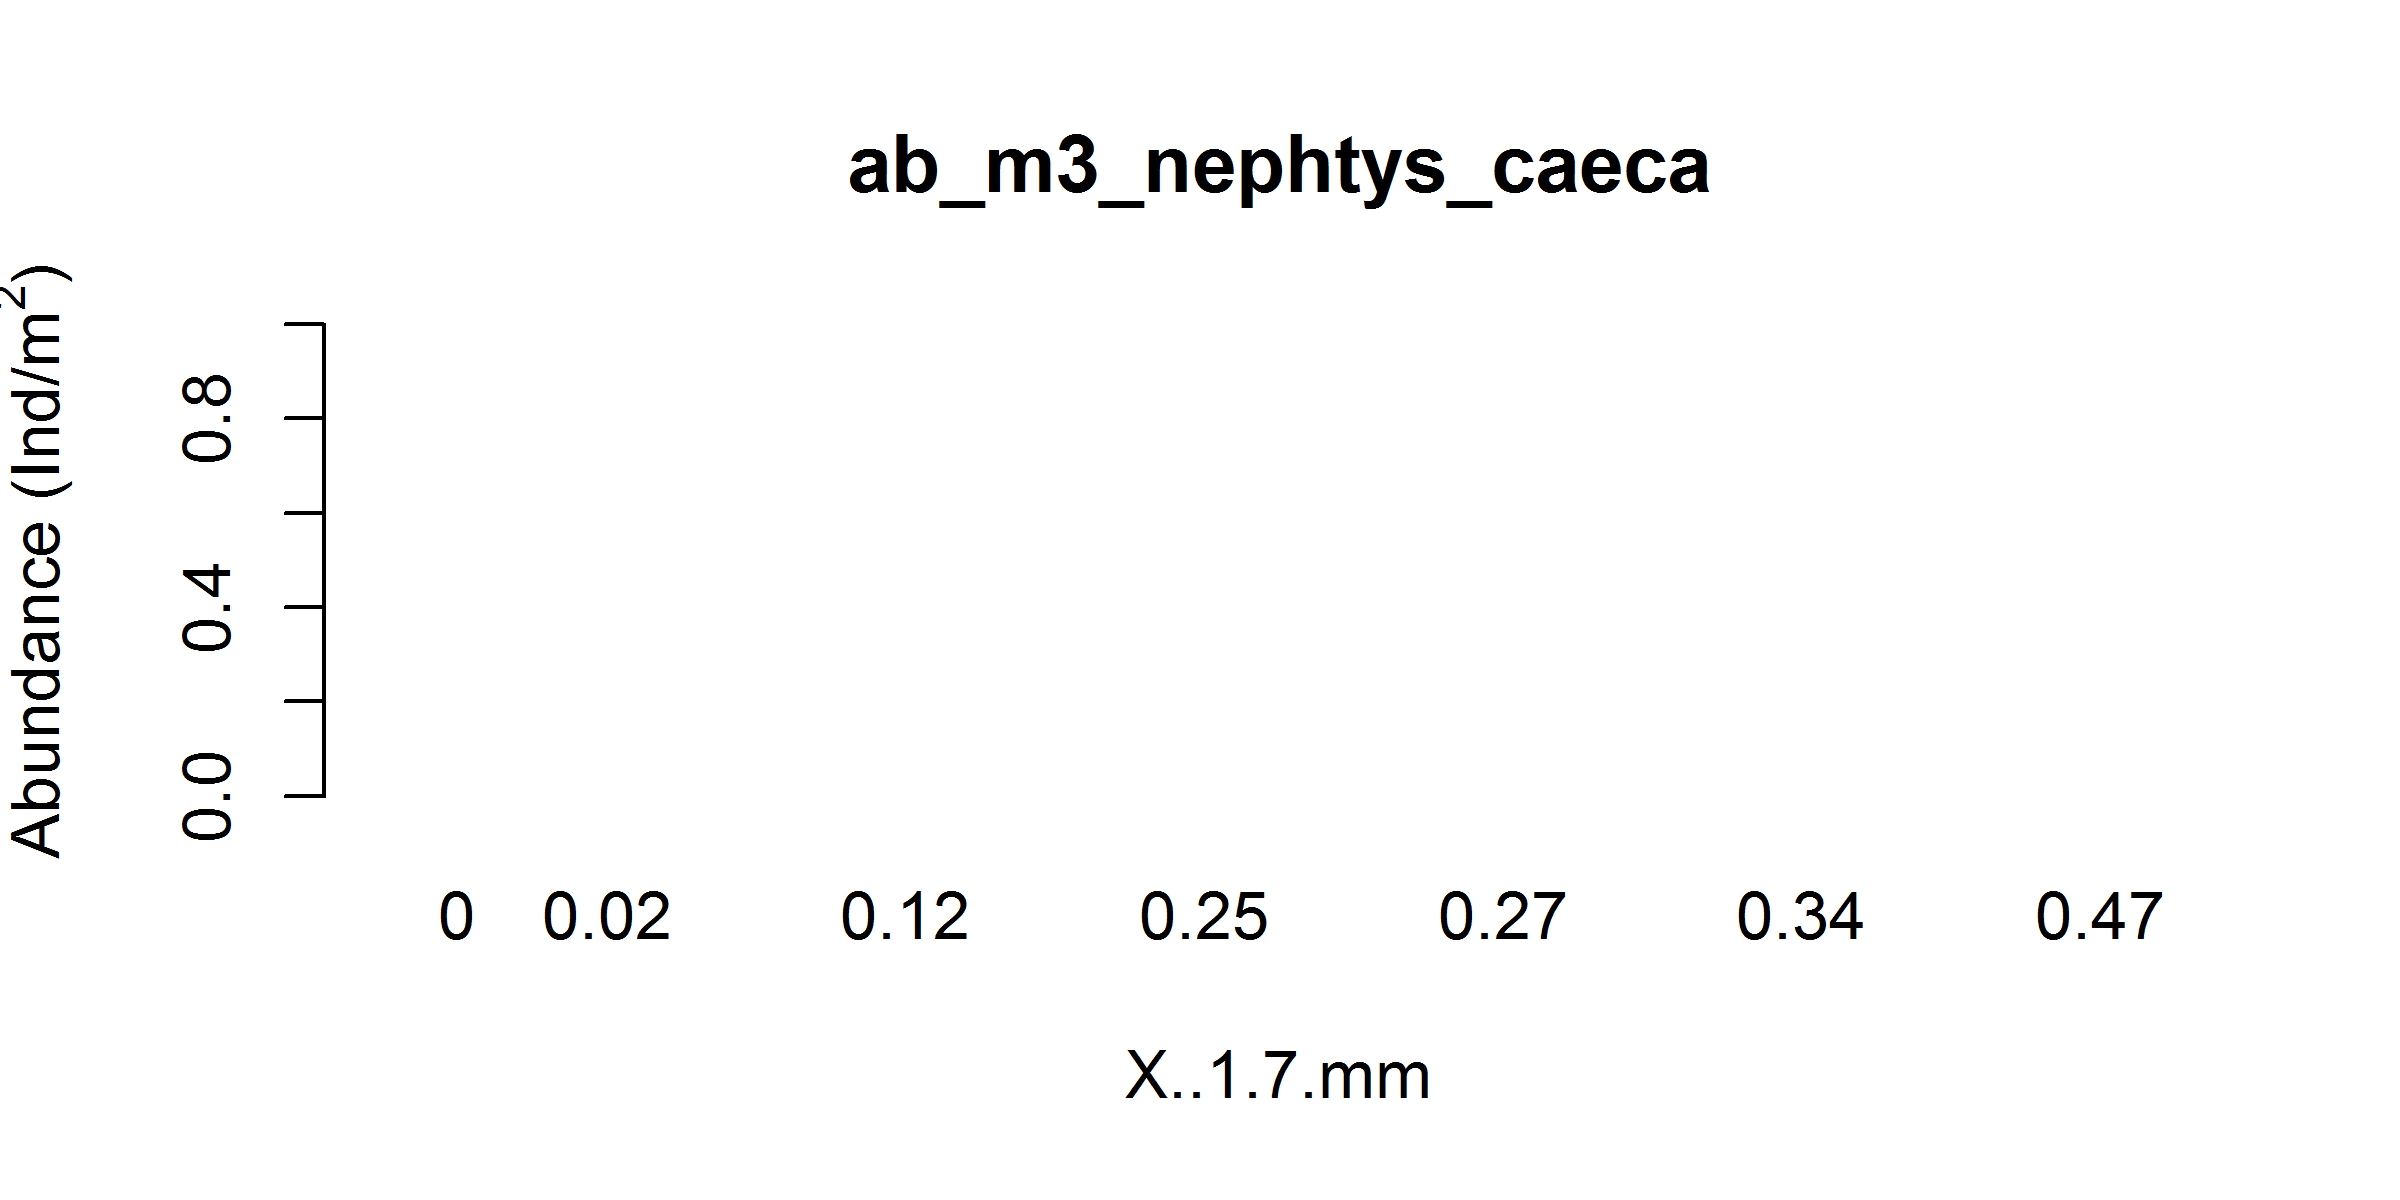 ab_m3_nephtys_caeca
Abundance (Ind/m²)
0.8
0.4
0.0
0 0.02 0.12 0.25 0.27 0.34 0.47
X..1.7.mm